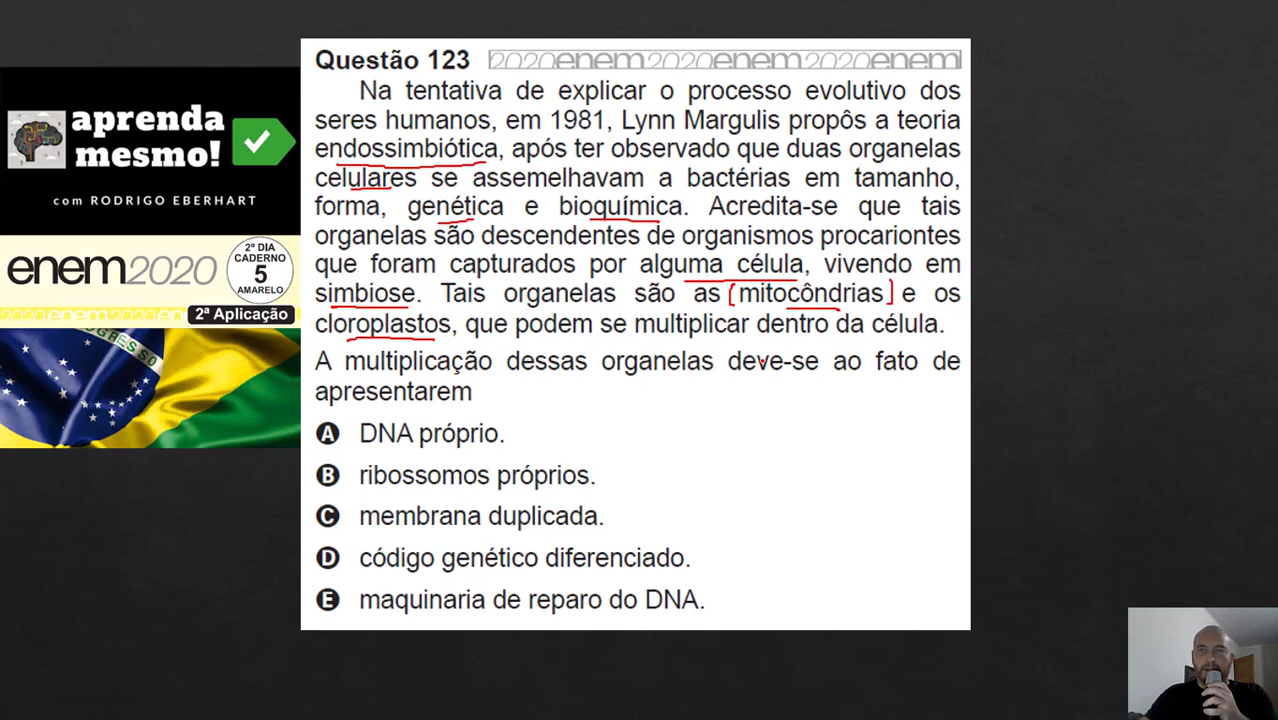 aprenda
mesmo!
com RODRIGO EBERHART
enem2020
2º DIA
CADERNO
5
AMARELO
2ª Aplicação
Questão 123
2020enem2020enem2020enem
Na tentativa de explicar o processo evolutivo dos
seres humanos, em 1981, Lynn Margulis propôs a teoria
endossimbiótica, após ter observado que duas organelas
celulares se assemelhavam a bactérias em tamanho,
forma, genética e bioquímica. Acredita-se que tais
organelas são descendentes de organismos procariontes
que foram capturados por alguma célula, vivendo em
simbiose. Tais organelas são as mitocôndrias e os
cloroplastos, que podem se multiplicar dentro da célula.
A multiplicação dessas organelas deve-se ao fato de
apresentarem
A DNA próprio.
B ribossomos próprios.
C membrana duplicada.
D código genético diferenciado.
E maquinaria de reparo do DNA.